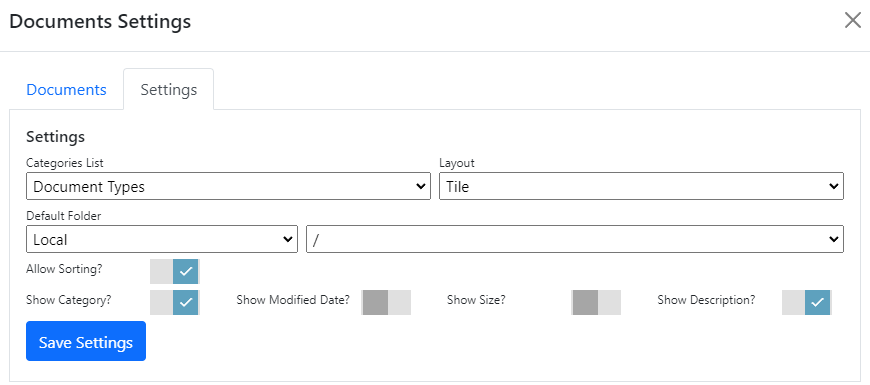 Documents Settings
Documents Settings
Settings
Categories List Layout
Document Types Tile
Default Folder
Local /
Allow Sorting?
Show Category? Show Modified Date? Show Size? Show Description?
Save Settings